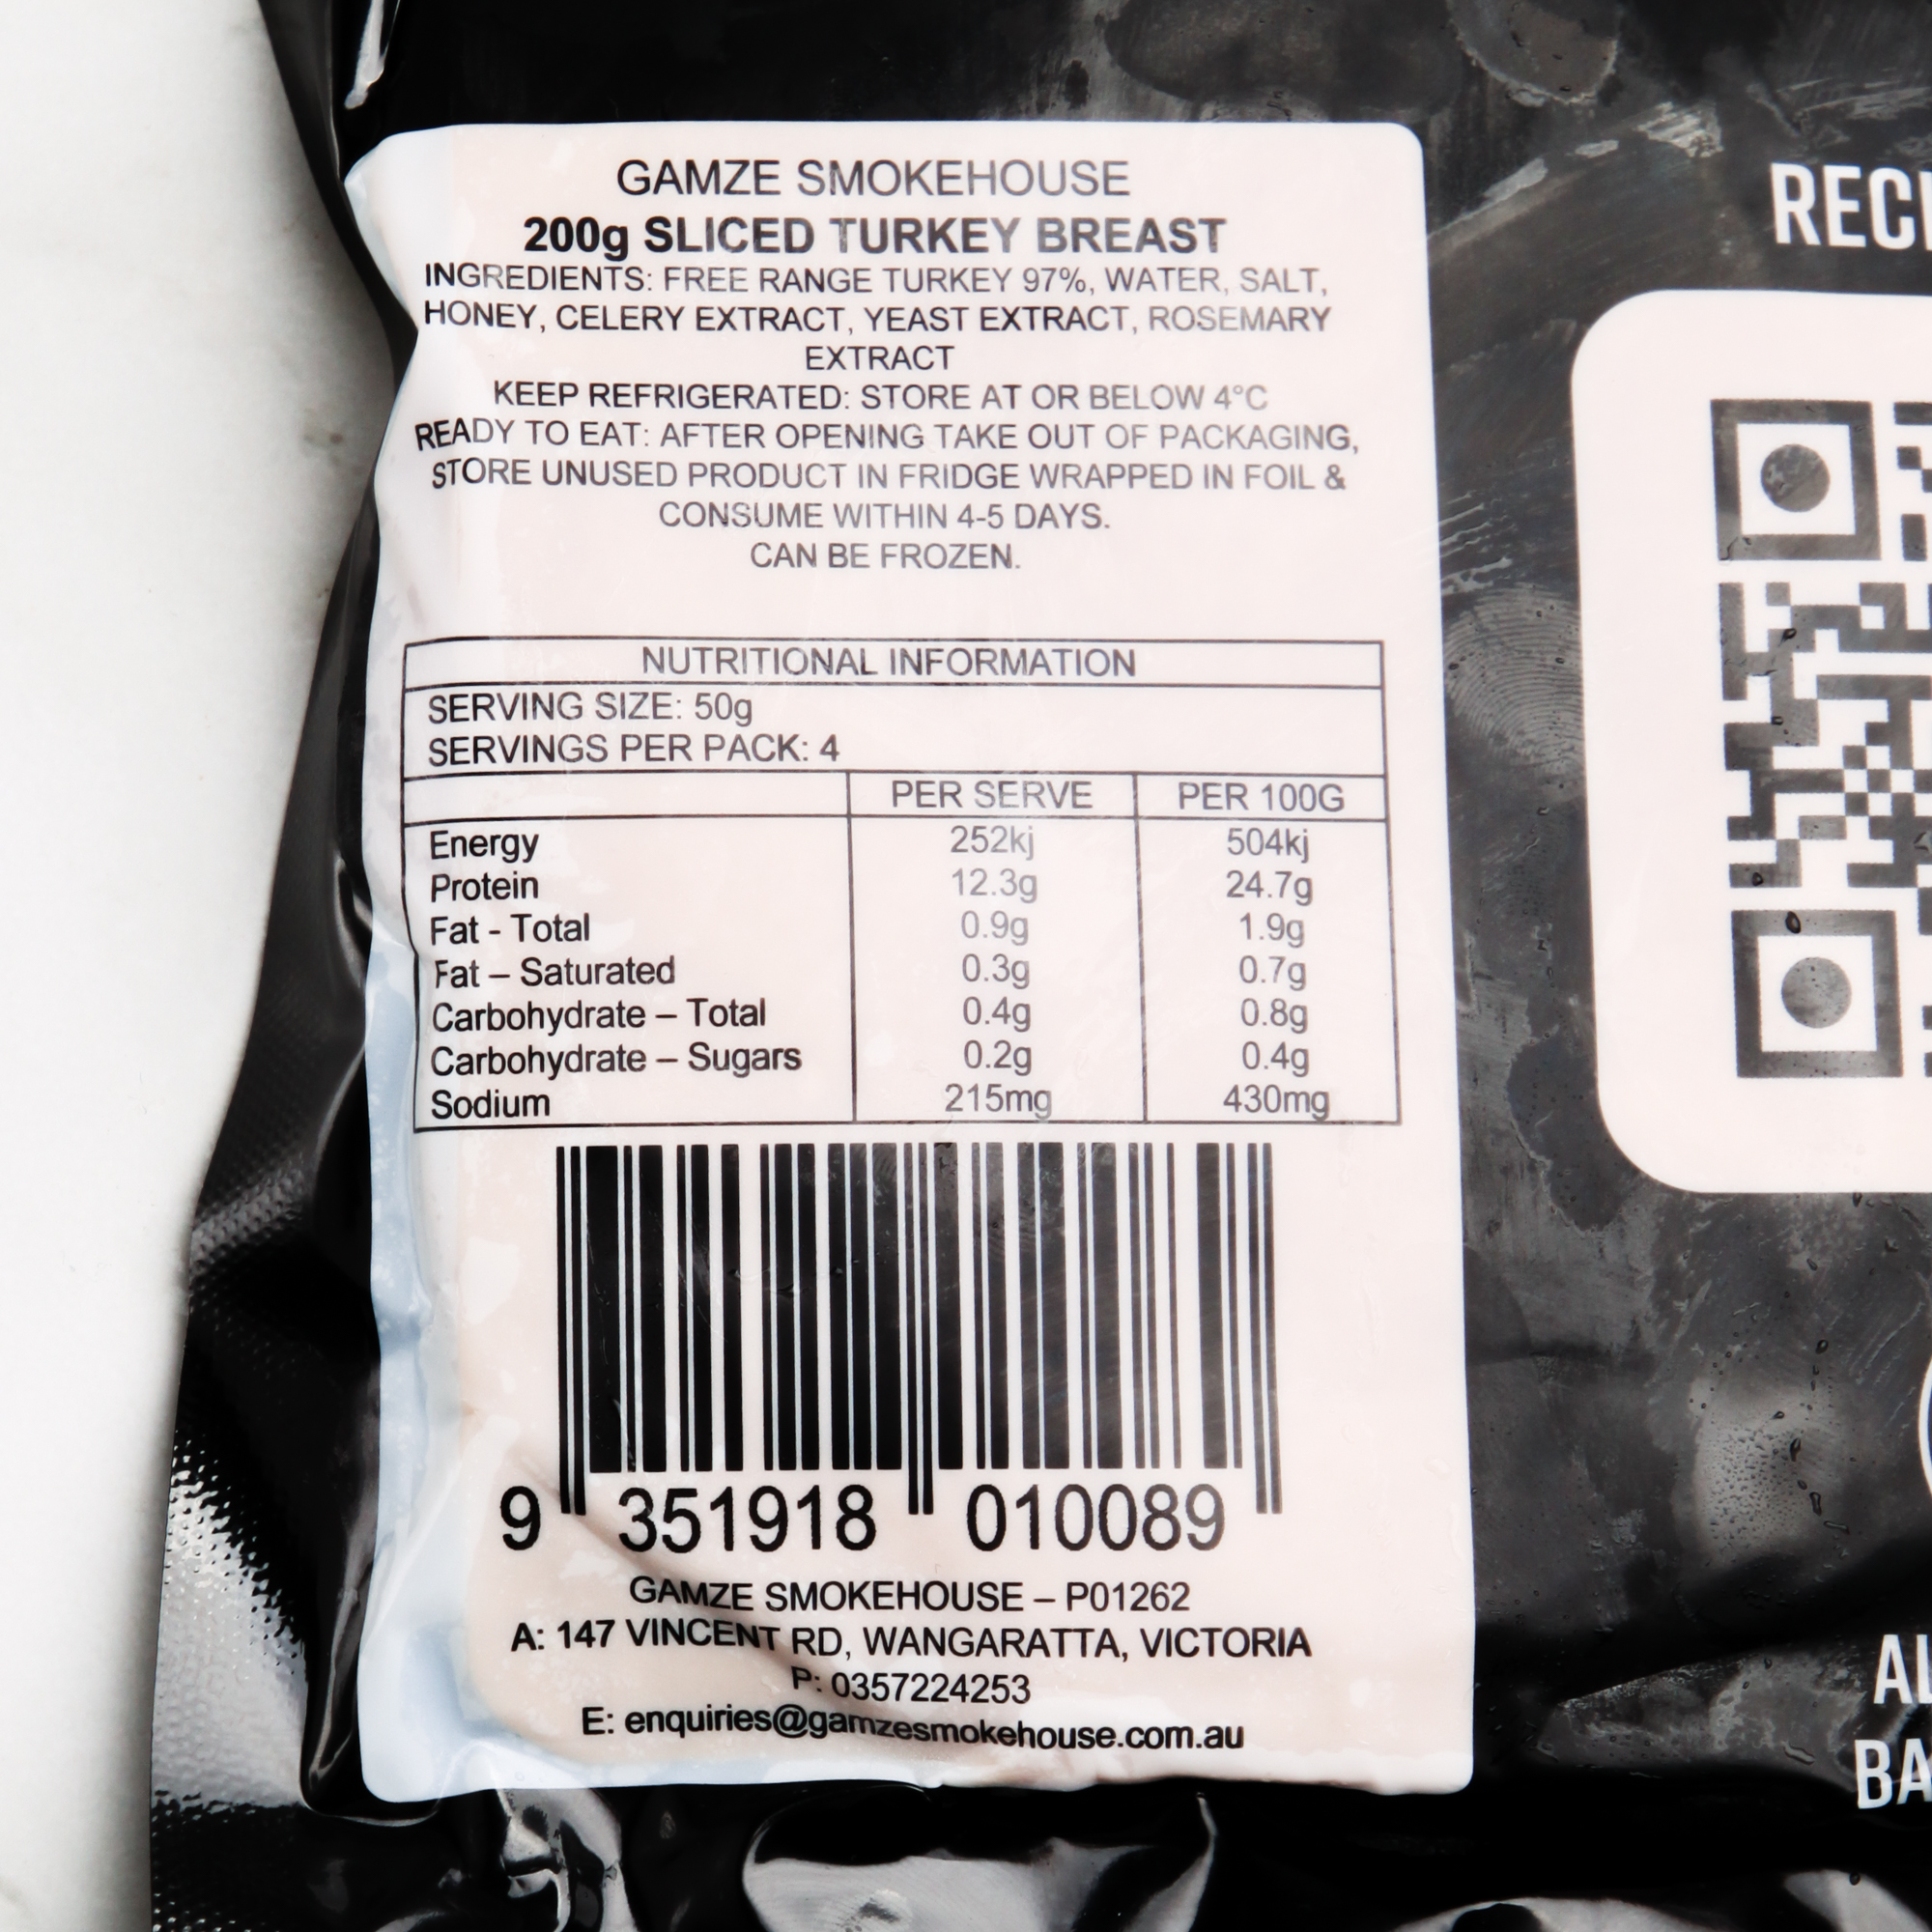 GAMZE SMOKEHOUSE
200g SLICED TURKEY BREAST
INGREDIENTS: FREE RANGE TURKEY 97%, WATER, SALT,
HONEY, CELERY EXTRACT, YEAST EXTRACT, ROSEMARY
EXTRACT
KEEP REFRIGERATED: STORE AT OR BELOW 4°C
READY TO EAT: AFTER OPENING TAKE OUT OF PACKAGING,
STORE UNUSED PRODUCT IN FRIDGE WRAPPED IN FOIL &
CONSUME WITHIN 4-5 DAYS.
CAN BE FROZEN.
NUTRITIONAL INFORMATION
SERVING SIZE: 50g
SERVINGS PER PACK: 4
PER SERVE PER 100G
Energy 252kj 504kj
Protein 12.3g 24.7g
Fat - Total 0.9g 1.9g
Fat – Saturated 0.3g 0.7g
Carbohydrate – Total 0.4g 0.8g
Carbohydrate – Sugars 0.2g 0.4g
Sodium 215mg 430mg
9 351918 010089
GAMZE SMOKEHOUSE – P01262
A: 147 VINCENT RD, WANGARATTA, VICTORIA
P: 0357224253
E: enquiries@gamzesmokehouse.com.au